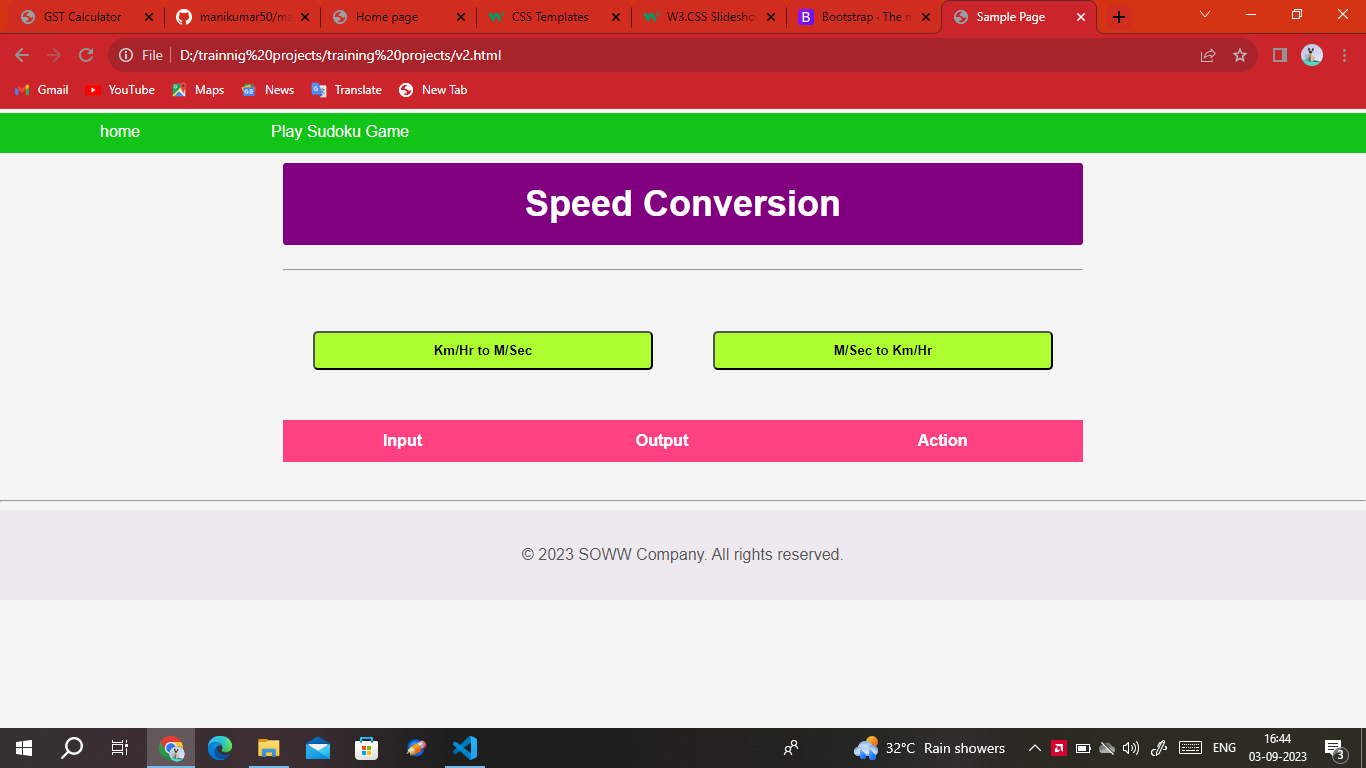 GST Calculator
manikumar50/ma
Home page
CSS Templates
W3.CSS Slidesho
Bootstrap · The m
Sample Page
File
D:/trainnig%20projects/training%20projects/v2.html
Gmail
YouTube
Maps
News
Translate
New Tab
home
Play Sudoku Game
Speed Conversion
Km/Hr to M/Sec
M/Sec to Km/Hr
Input
Output
Action
© 2023 SOWW Company. All rights reserved.
32°C Rain showers
ENG
16:44
03-09-2023
3